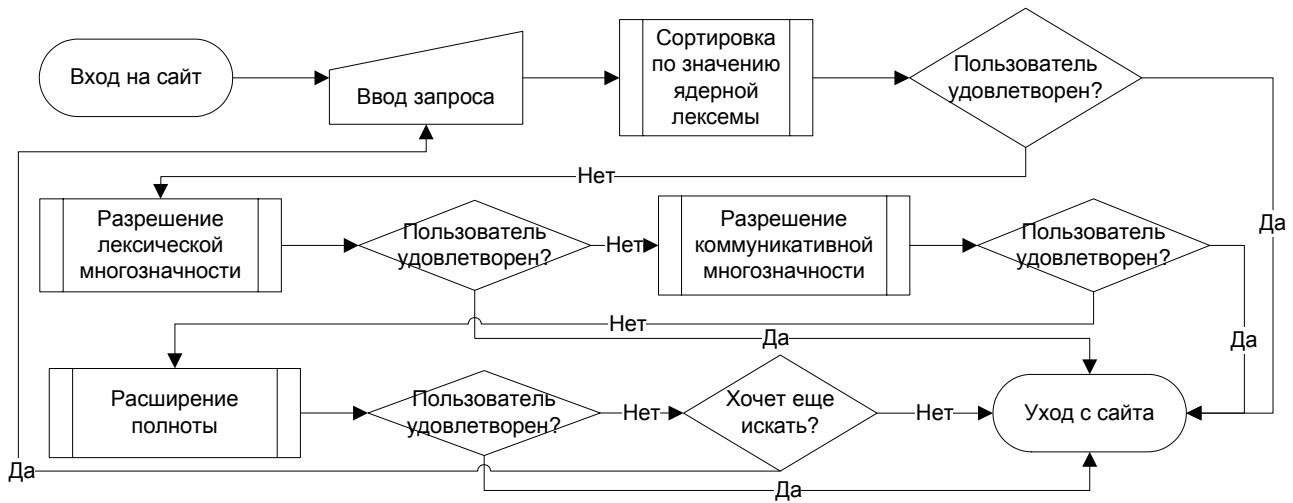 Вход на сайт
Ввод запроса
Сортировка
по значению
ядерной
лексемы
Пользователь
удовлетворен?
Да
Нет
Разрешение
лексической
многозначности
Пользователь
удовлетворен?
Нет
Разрешение
коммуникативной
многозначности
Пользователь
удовлетворен?
Да
Нет
Да
Расширение
полноты
Пользователь
удовлетворен?
Нет
Хочет еще
искать?
Нет
Уход с сайта
Да
Да